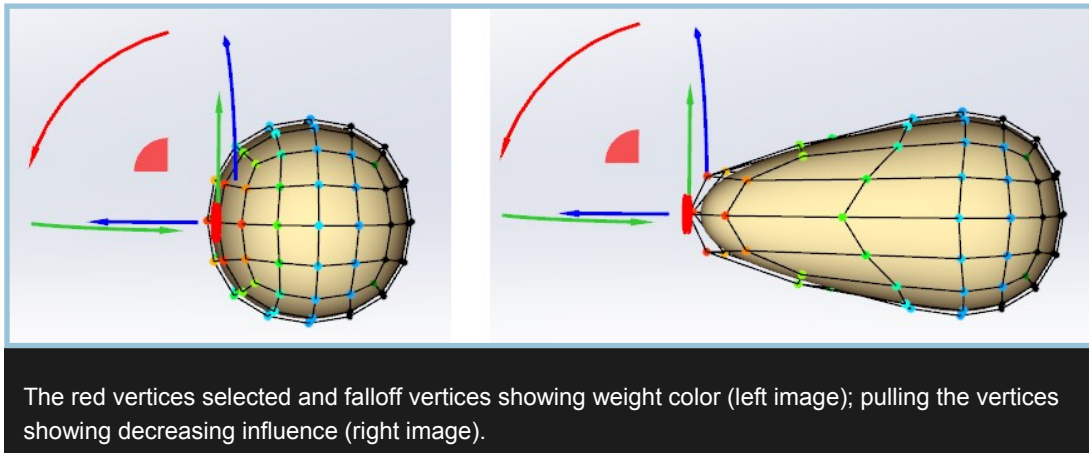 The red vertices selected and falloff vertices showing weight color (left image); pulling the vertices
showing decreasing influence (right image).